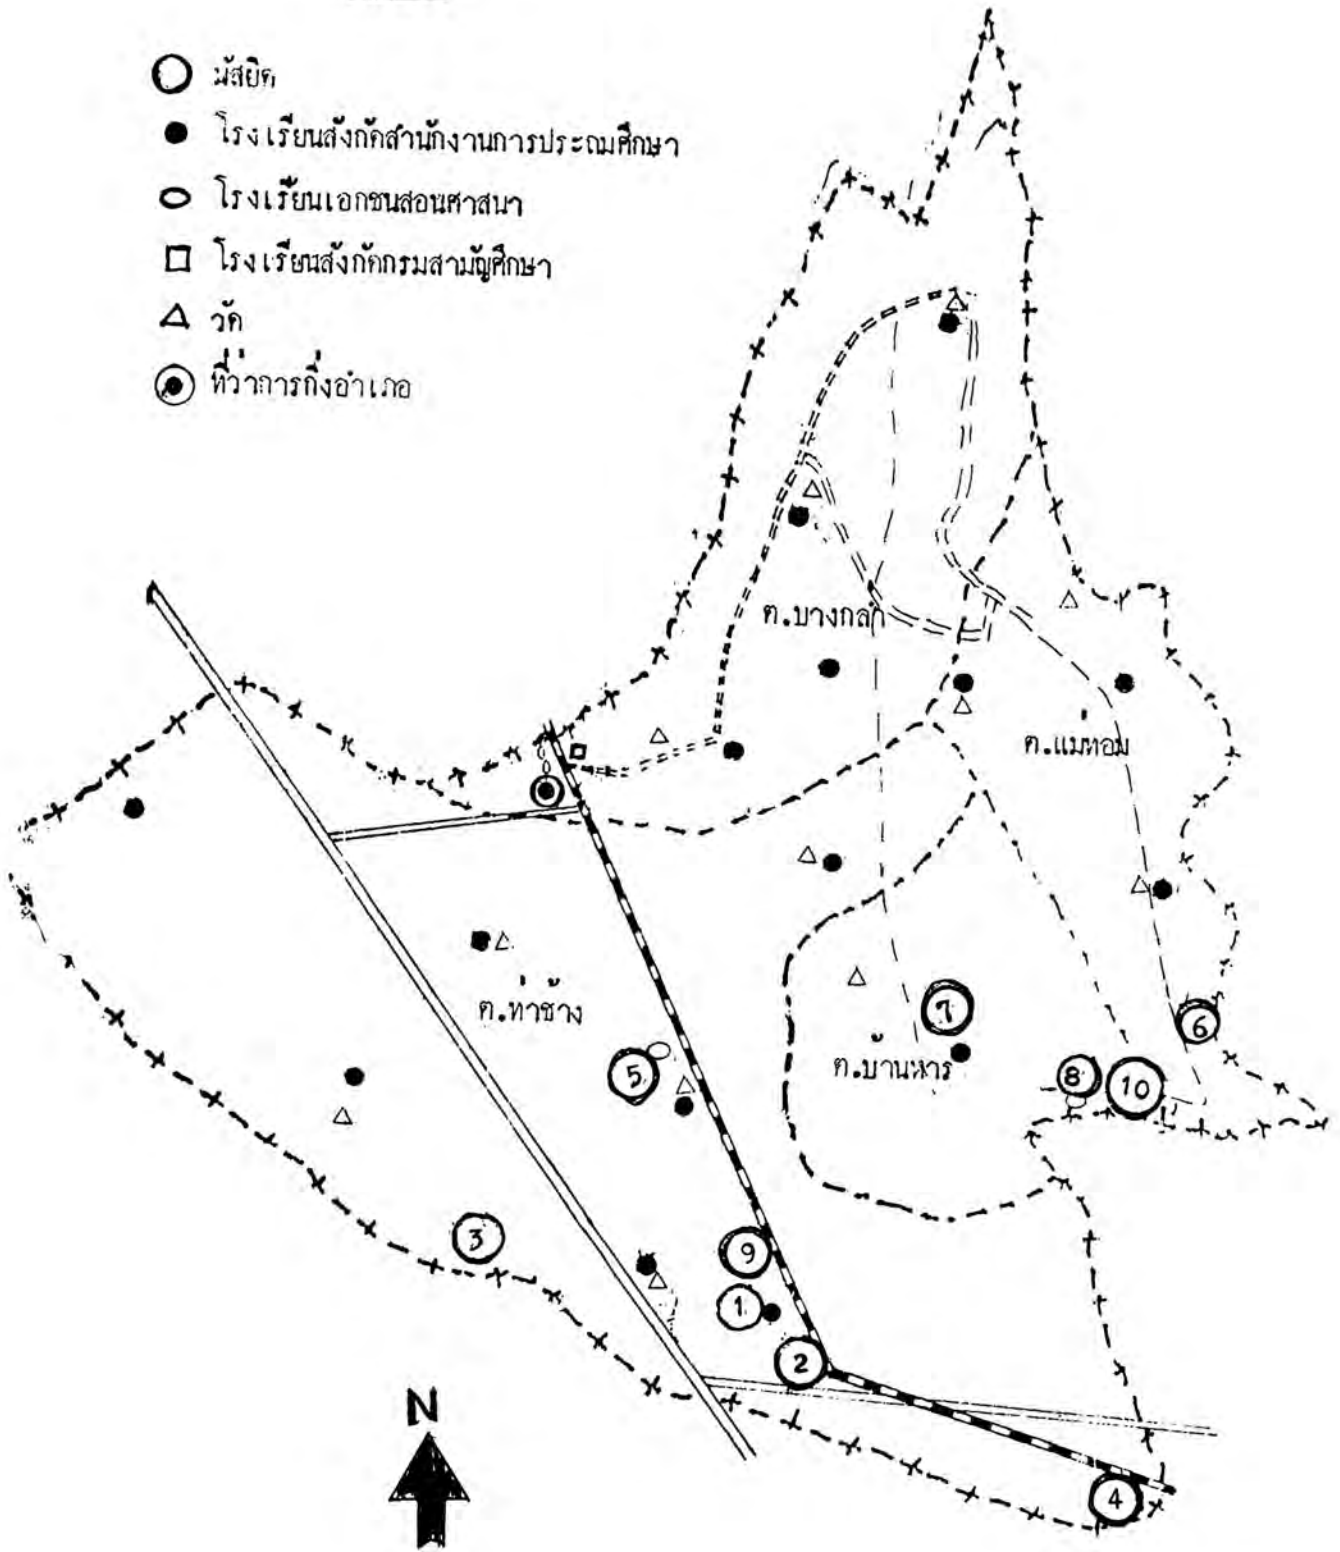 มัสยิด
โรงเรียนสังกัดสำนักงานการประถมศึกษา
โรงเรียนเอกชนสอนศาสนา
โรงเรียนสังกัดกรมสามัญศึกษา
วัด
ที่ว่าการกิ่งอำเภอ
ต.บางกล่ำ
ต.แม่ทอม
ต.ท่าช้าง
7
6
5
ต.บ้านหาร
8
10
3
9
1
2
N
4